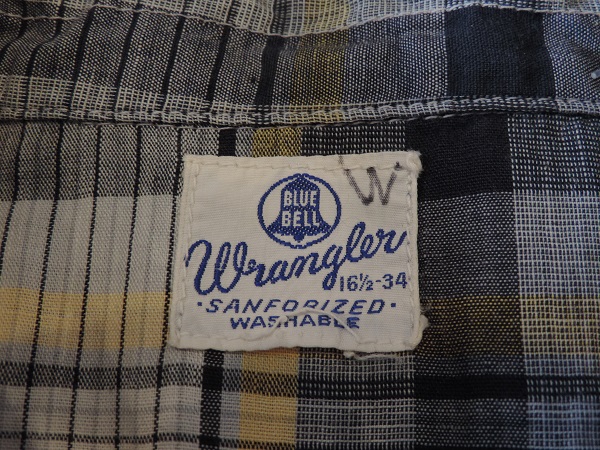 W
BLUE
BELL
Wrangler
16½-34
·SANFORIZED·
WASHABLE